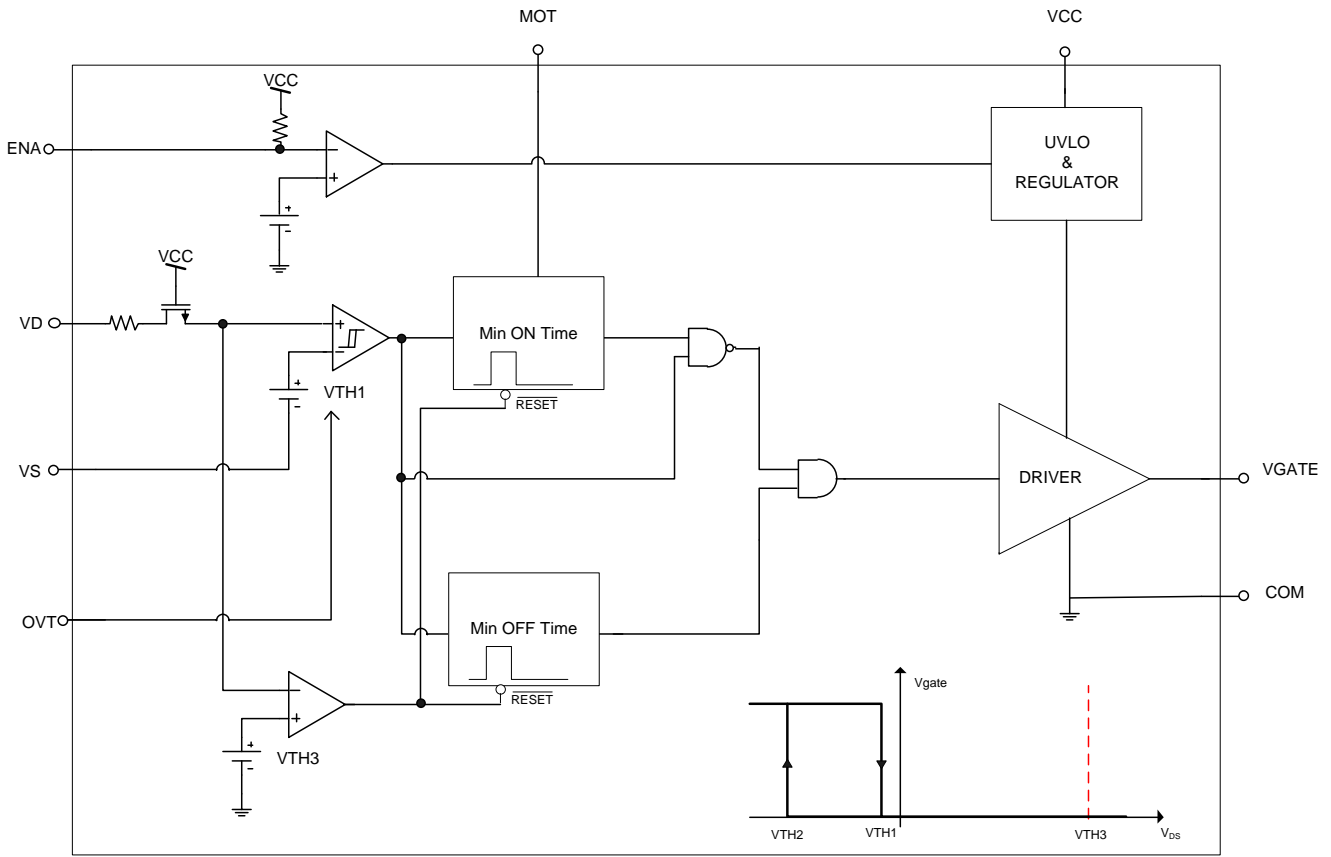 MOT
VCC
VCC
ENA
−
+
+
-
UVLO
&
REGULATOR
VCC
VD
+
−
+
-
VTH1
Min ON Time
RESET
VS
DRIVER
VGATE
COM
OVT
Min OFF Time
RESET
−
+
+
-
VTH3
Vgate
VTH2
VTH1
VTH3
VDS